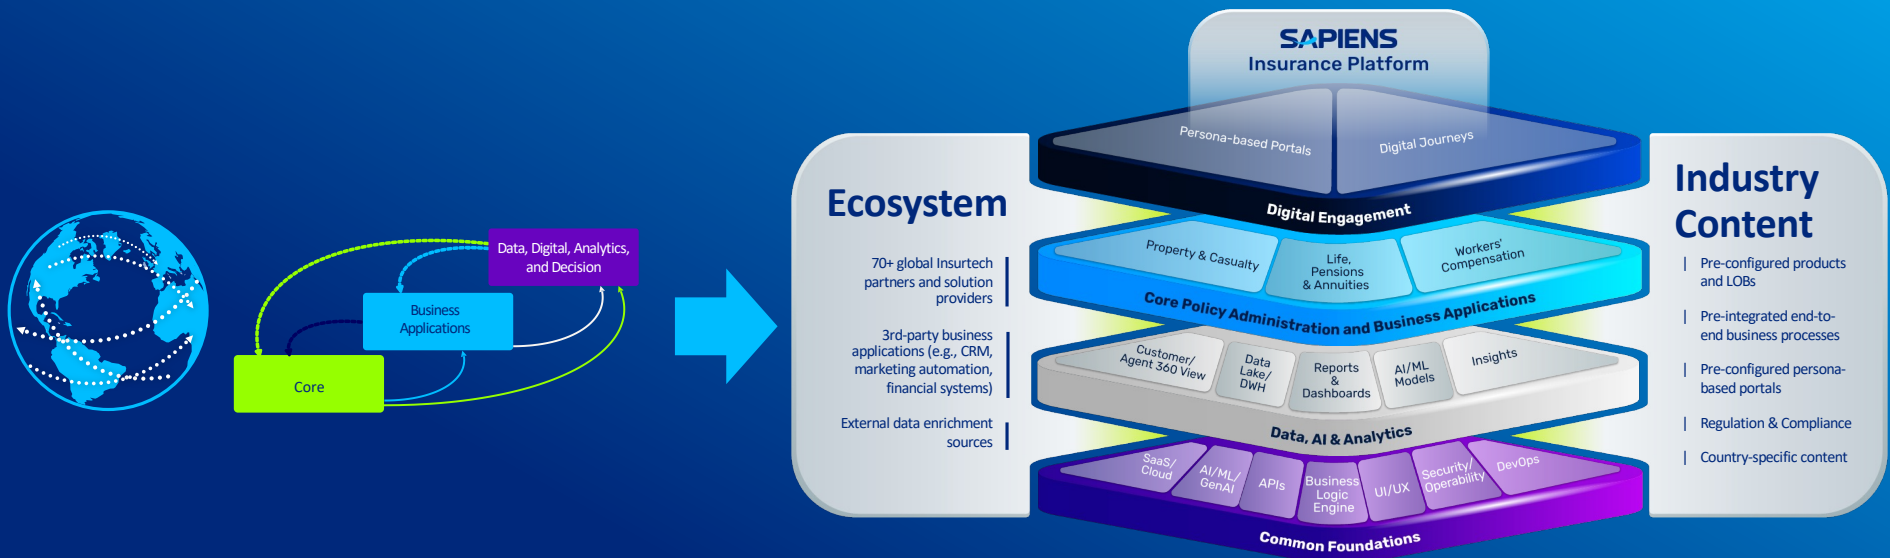 Data, Digital, Analytics,
and Decision
Business
Applications
Core
Ecosystem
70+ global Insurtech
partners and solution
providers
3rd-party business
applications (e.g., CRM,
marketing automation,
financial systems)
External data enrichment
sources
SAPIENS
Insurance Platform
Persona-based Portals
Digital Journeys
Digital Engagement
Property & Casualty
Life,
Pensions
& Annuities
Workers'
Compensation
Core Policy Administration and Business Applications
Customer/
Agent 360 View
Data
Lake/
DWH
Reports
&
Dashboards
AI/ML
Models
Insights
Data, AI & Analytics
SaaS/
Cloud
AI/ML/
GenAI
APIs
Business
Logic
Engine
UI/UX
Security/
Operability
DevOps
Common Foundations
Industry
Content
Pre-configured products
and LOBs
Pre-integrated end-to-
end business processes
Pre-configured persona-
based portals
Regulation & Compliance
Country-specific content